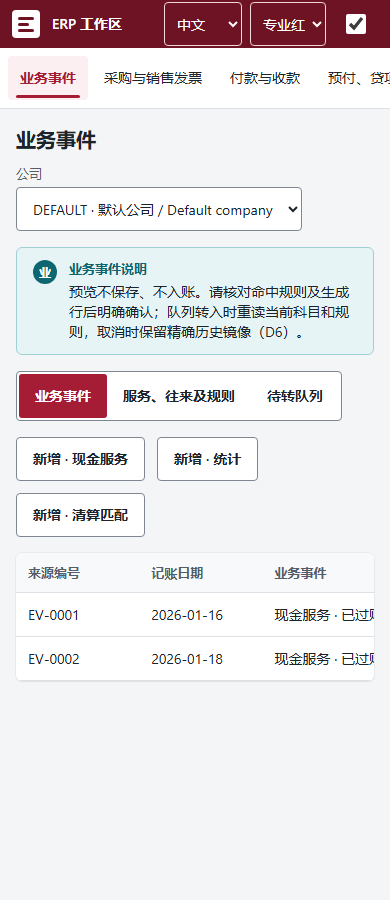 ERP 工作区
中文
专业红
业务事件
采购与销售发票
付款与收款
预付、贷项
业务事件
公司
DEFAULT · 默认公司 / Default company
业
业务事件说明
预览不保存、不入账。请核对命中规则及生成
行后明确确认；队列转入时重读当前科目和规
则，取消时保留精确历史镜像（D6）。
业务事件
服务、往来及规则
待转队列
新增 · 现金服务
新增 · 统计
新增 · 清算匹配
来源编号
记账日期
业务事件
EV-0001
2026-01-16
现金服务 · 已过
EV-0002
2026-01-18
现金服务 · 已过